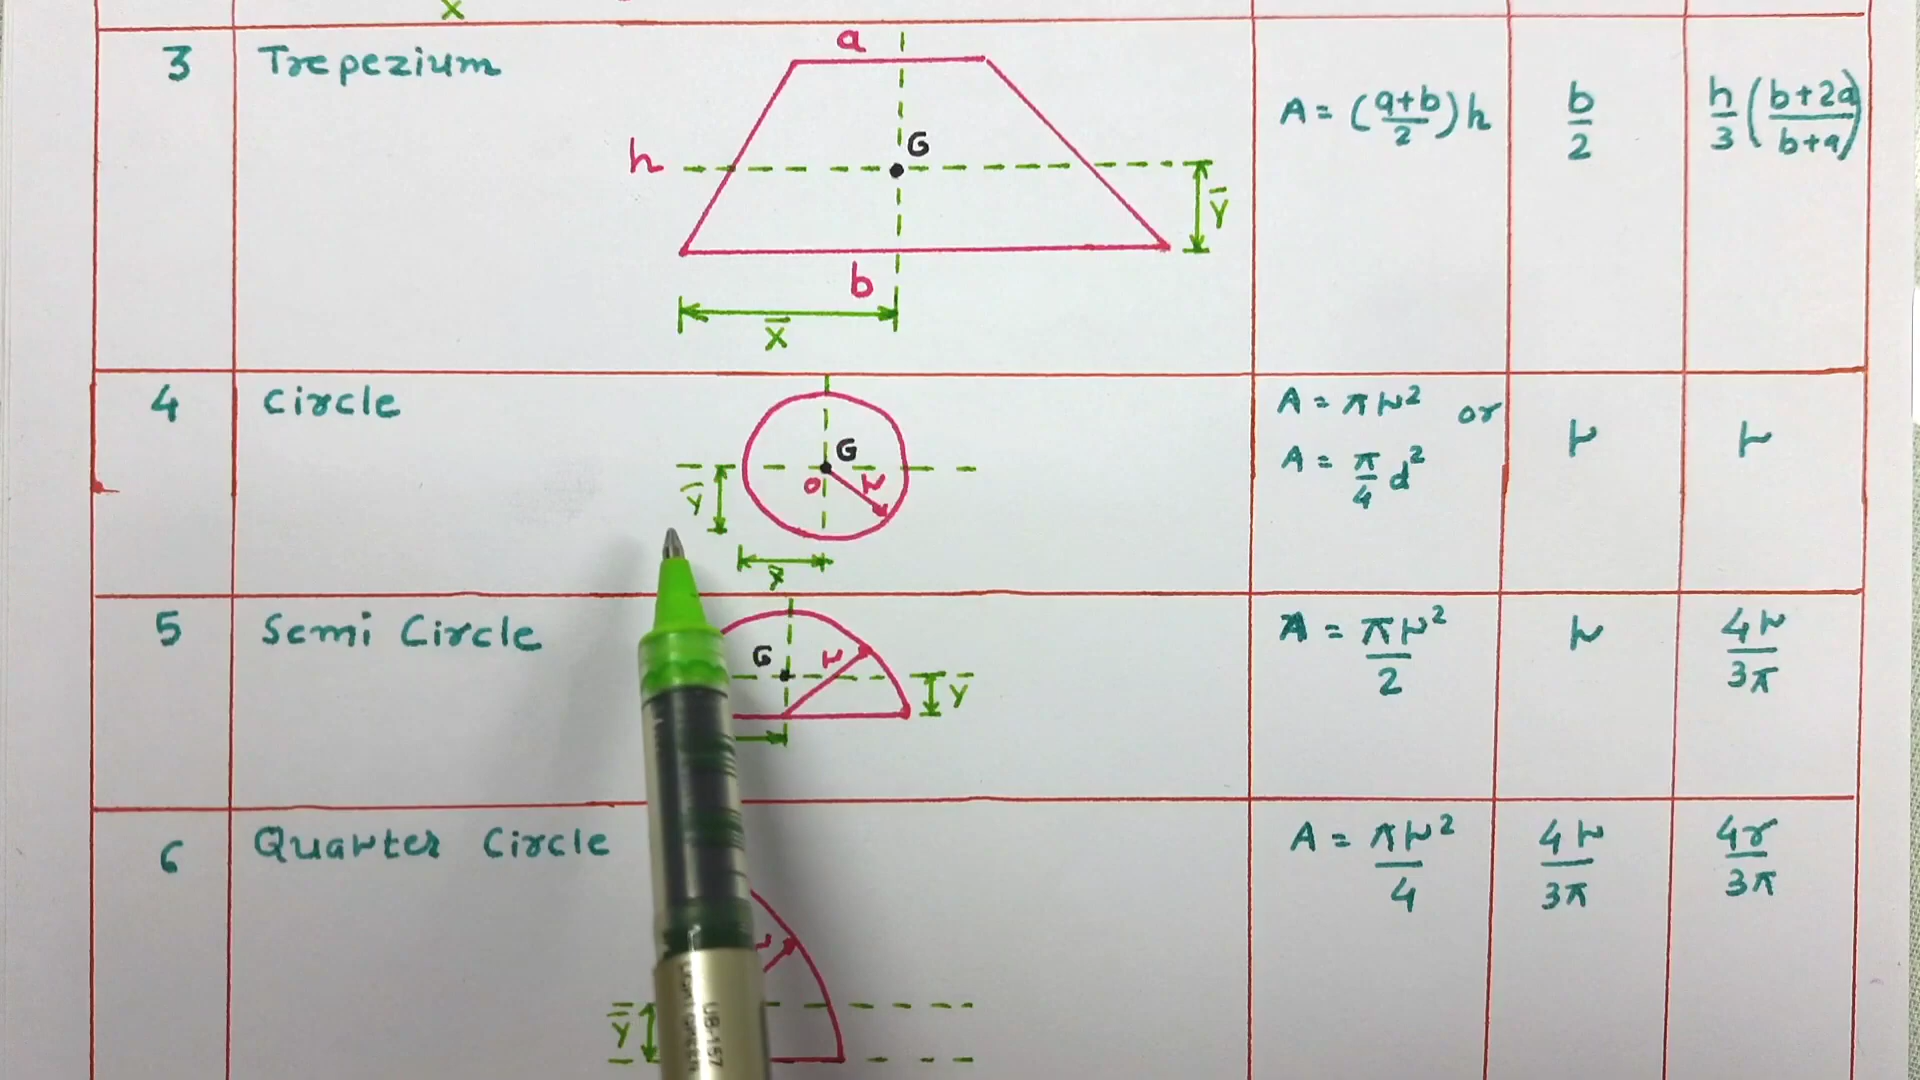 x
3 Trepezium
a
h
G
b
X̄
Ȳ
A = (a+b/2)h
b/2
h/3 (b+2a/b+a)
4 Circle
G
O
r
Ȳ
x̄
A = πr² or
A = π/4 d²
r
r
5 Semi Circle
G
r
Ȳ
A = πr²/2
r
4r/3π
6 Quarter Circle
Ȳ
A = πr²/4
4r/3π
4r/3π
UB-157